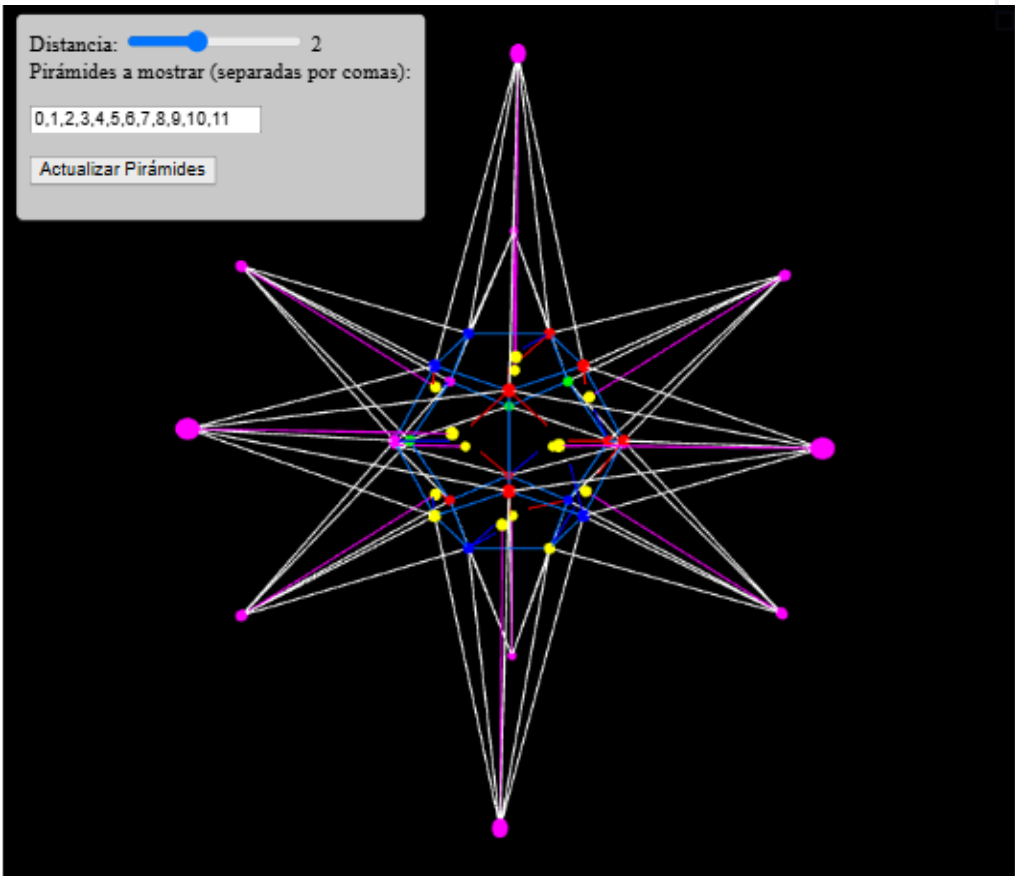 Distancia: 2
Pirámides a mostrar (separadas por comas):
0,1,2,3,4,5,6,7,8,9,10,11
Actualizar Pirámides